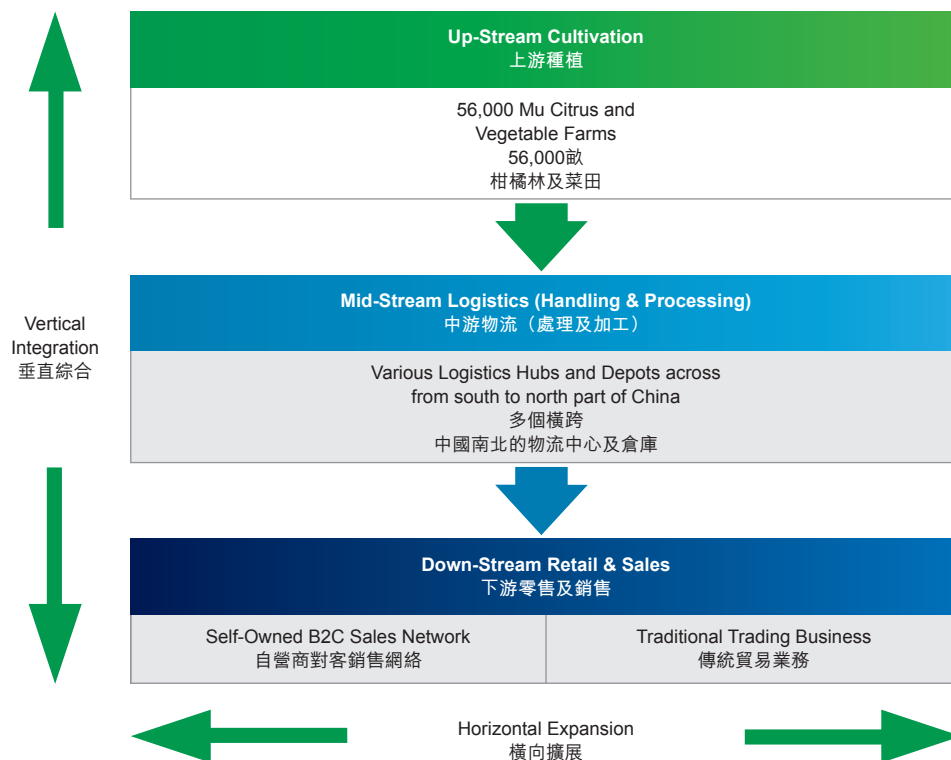 Up-Stream Cultivation
上游種植
56,000 Mu Citrus and
Vegetable Farms
56,000畝
柑橘林及菜田
Mid-Stream Logistics (Handling & Processing)
中游物流（處理及加工）
Vertical
Integration
垂直綜合
Various Logistics Hubs and Depots across
from south to north part of China
多個橫跨
中國南北的物流中心及倉庫
Down-Stream Retail & Sales
下游零售及銷售
Self-Owned B2C Sales Network
自營商對客銷售網絡
Traditional Trading Business
傳統貿易業務
Horizontal Expansion
橫向擴展